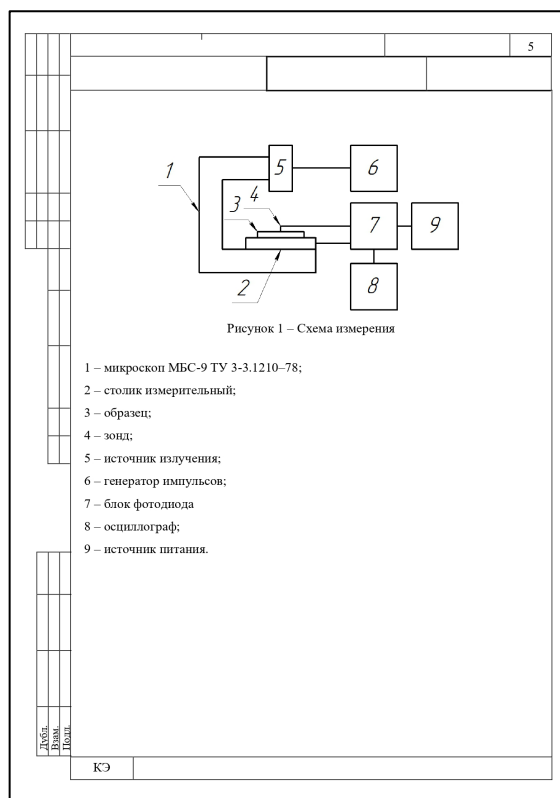 5
1
5
6
4
3
7
9
2
8
Рисунок 1 – Схема измерения
1 – микроскоп МБС-9 ТУ 3-3.1210–78;
2 – столик измерительный;
3 – образец;
4 – зонд;
5 – источник излучения;
6 – генератор импульсов;
7 – блок фотодиода
8 – осциллограф;
9 – источник питания.
Дубл.
Взам.
Подл.
КЭ